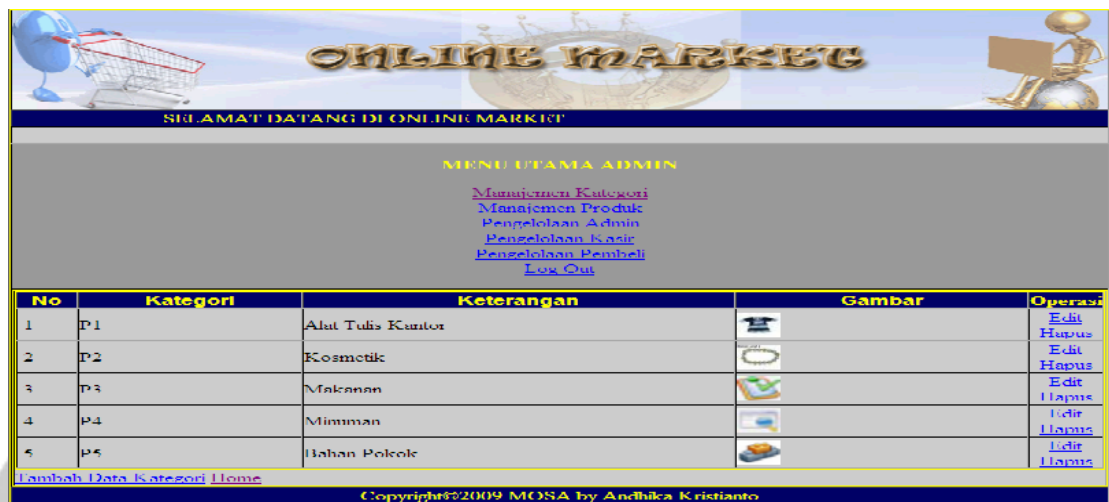 ONLINE MARKET
SELAMAT DATANG DI ONLINE MARKET
MENU UTAMA ADMIN
Manajemen Kategori
Manajemen Produk
Pengelolaan Admin
Pengelolaan Kasir
Pengelolaan Pembeli
Log Out
No Kategori Keterangan Gambar Operasi
1 P1 Alat Tulis Kantor Edit
Hapus
2 P2 Kosmetik Edit
Hapus
3 P3 Makanan Edit
Hapus
4 P4 Minuman Edit
Hapus
5 P5 Bahan Pokok Edit
Hapus
Tambah Data Kategori Home
Copyright©2009 MOSA by Andhika Kristianto